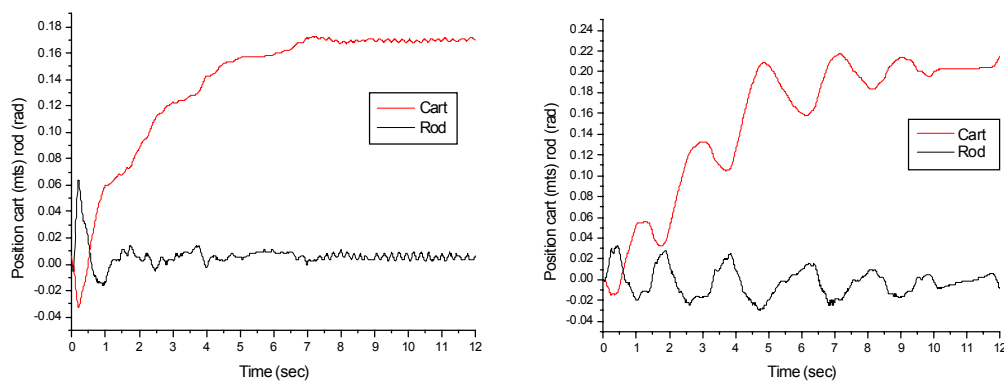 Position cart (mts) rod (rad)
0.18
0.16
0.14
0.12
0.10
0.08
0.06
0.04
0.02
0.00
-0.02
-0.04
Cart
Rod
0 1 2 3 4 5 6 7 8 9 10 11 12
Time (sec)
Position cart (mts) rod (rad)
0.24
0.22
0.20
0.18
0.16
0.14
0.12
0.10
0.08
0.06
0.04
0.02
0.00
-0.02
-0.04
Cart
Rod
0 1 2 3 4 5 6 7 8 9 10 11 12
Time (sec)